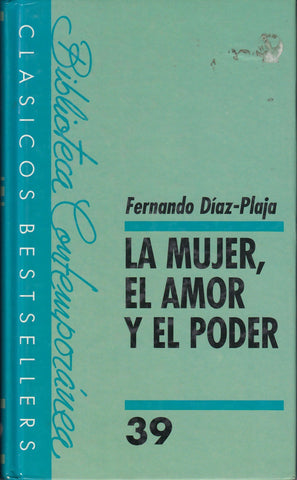 CLASICOS BESTSELLERS
Biblioteca Contemporánea
Fernando Díaz-Plaja
LA MUJER,
EL AMOR
Y EL PODER
39